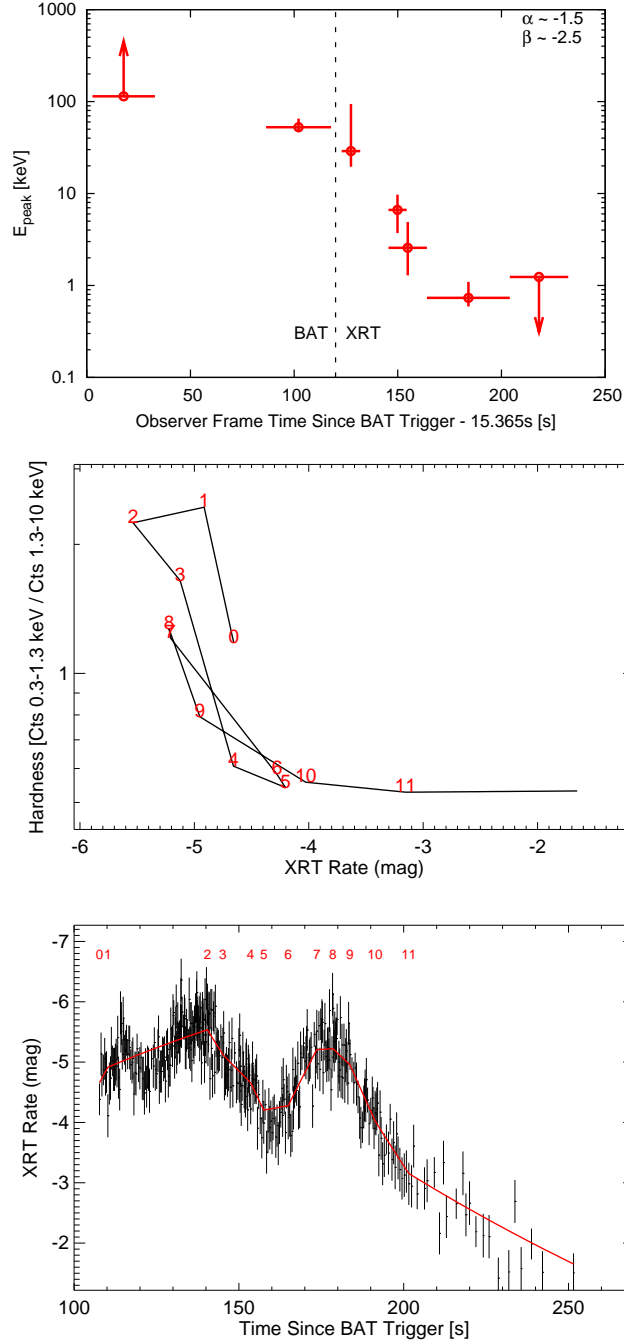 1000
100
10
1
0.1
E_peak [keV]
α ~ -1.5
β ~ -2.5
BAT XRT
0 50 100 150 200 250
Observer Frame Time Since BAT Trigger - 15.365s [s]
Hardness [Cts 0.3-1.3 keV / Cts 1.3-10 keV]
1
0
1
2
3
4
5
6
7
8
9
10
11
-6 -5 -4 -3 -2
XRT Rate (mag)
XRT Rate (mag)
-7
-6
-5
-4
-3
-2
0 1 2 3 4 5 6 7 8 9 10 11
100 150 200 250
Time Since BAT Trigger [s]